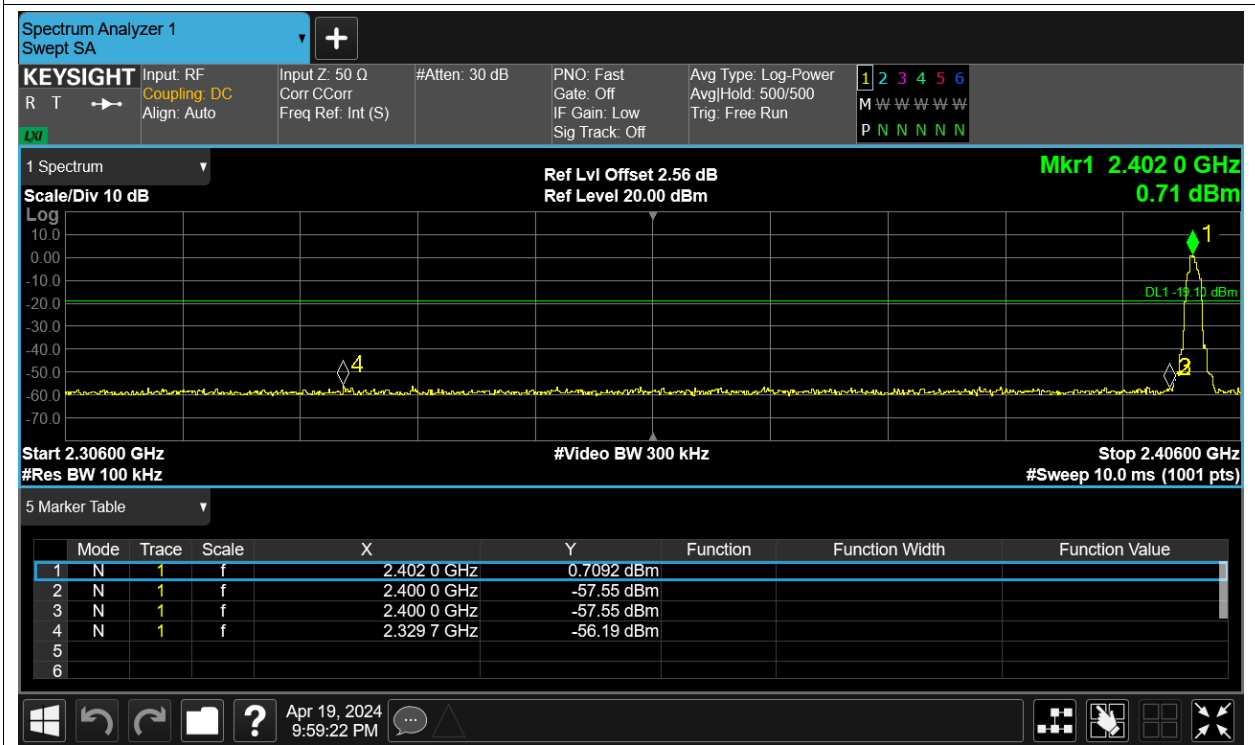 Spectrum Analyzer 1
Swept SA
KEYSIGHT
R T
LXI
Input: RF
Coupling: DC
Align: Auto
Input Z: 50 Ω
Corr CCorr
Freq Ref: Int (S)
#Atten: 30 dB
PNO: Fast
Gate: Off
IF Gain: Low
Sig Track: Off
Avg Type: Log-Power
Avg|Hold: 500/500
Trig: Free Run
1 2 3 4 5 6
M W W W W W
P N N N N N
1 Spectrum
Scale/Div 10 dB
Ref Lvl Offset 2.56 dB
Ref Level 20.00 dBm
Mkr1 2.402 0 GHz
0.71 dBm
Log
10.0
0.00
-10.0
-20.0
-30.0
-40.0
-50.0
-60.0
-70.0
1
DL1 -19.10 dBm
4
Start 2.30600 GHz
#Res BW 100 kHz
#Video BW 300 kHz
Stop 2.40600 GHz
#Sweep 10.0 ms (1001 pts)
5 Marker Table
Mode Trace Scale X Y Function Function Width Function Value
1 N 1 f 2.402 0 GHz 0.7092 dBm
2 N 1 f 2.400 0 GHz -57.55 dBm
3 N 1 f 2.400 0 GHz -57.55 dBm
4 N 1 f 2.329 7 GHz -56.19 dBm
5
6
?
Apr 19, 2024
9:59:22 PM